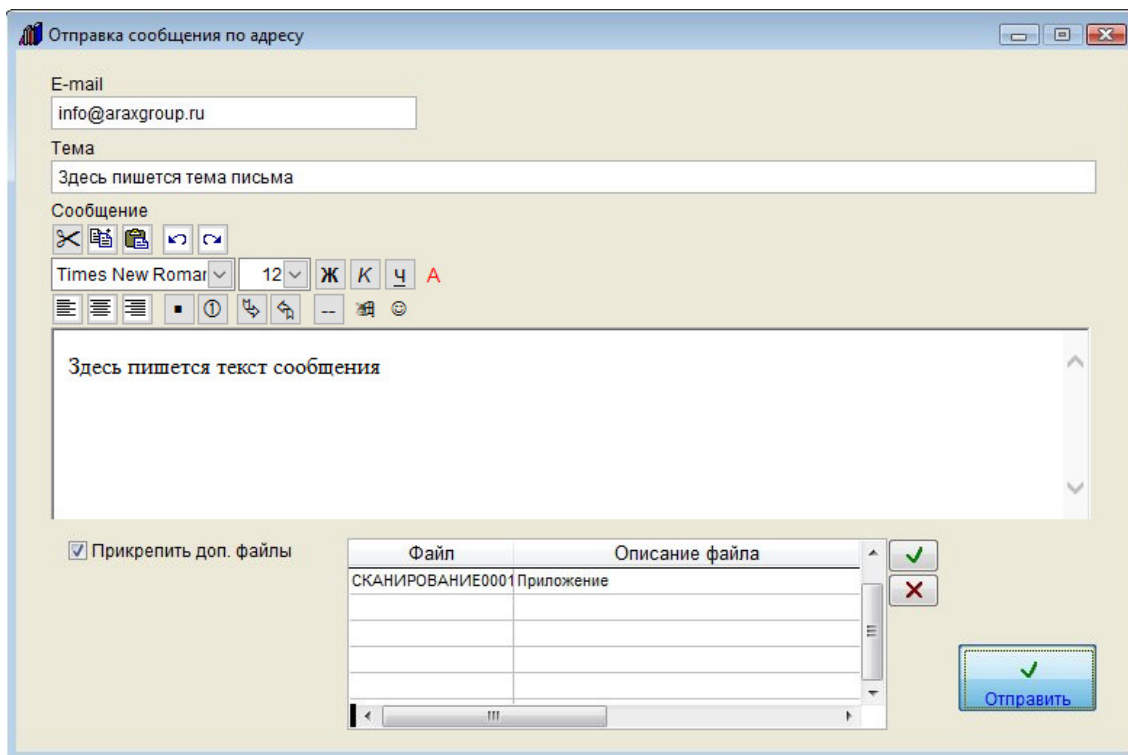 Отправка сообщения по адресу
E-mail
info@araxgroup.ru
Тема
Здесь пишется тема письма
Сообщение
Times New Roman 12 Ж К Ч А
①
--
Здесь пишется текст сообщения
Прикрепить доп. файлы
Файл Описание файла
СКАНИРОВАНИЕ0001 Приложение
Отправить